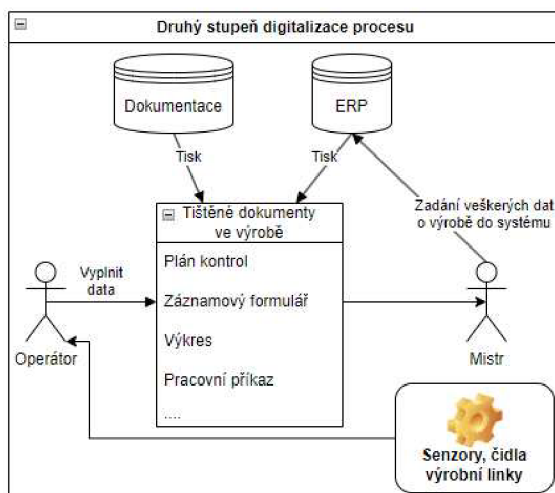 Druhý stupeň digitalizace procesu
Dokumentace
ERP
Tisk
Tisk
Zadání veškerých dat
o výrobě do systému
Tištěné dokumenty
ve výrobě
Plán kontrol
Záznamový formulář
Výkres
Pracovní příkaz
....
Vyplnit
data
Operátor
Mistr
Senzory, čidla
výrobní linky